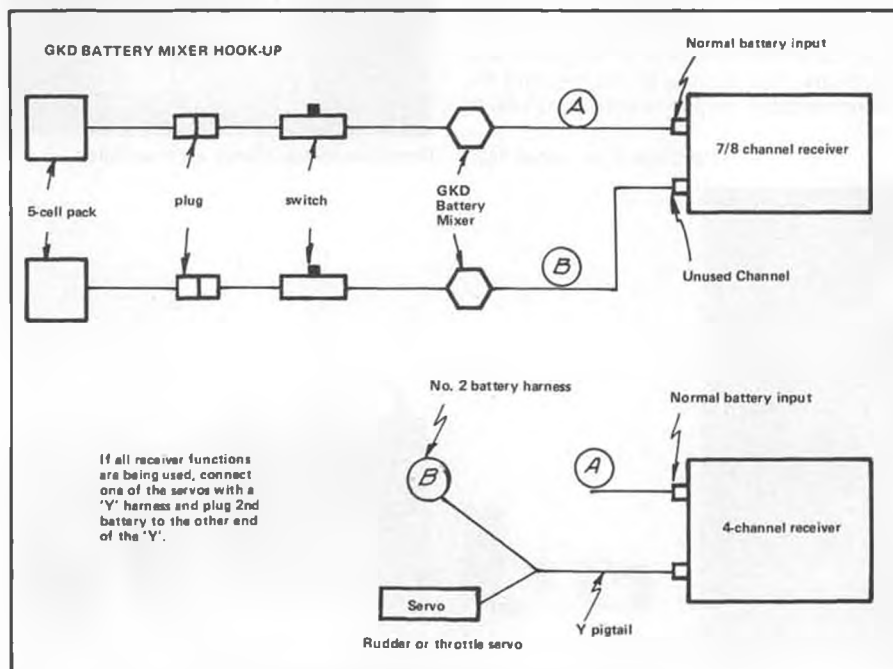 GKD BATTERY MIXER HOOK-UP
Normal battery input
A
7/8 channel receiver
5-cell pack
plug
switch
GKD
Battery
Mixer
B
Unused Channel
No. 2 battery harness
Normal battery input
If all receiver functions
are being used, connect
one of the servos with a
'Y' harness and plug 2nd
battery to the other end
of the 'Y'.
B
A
4-channel receiver
Servo
Y pigtail
Rudder or throttle servo